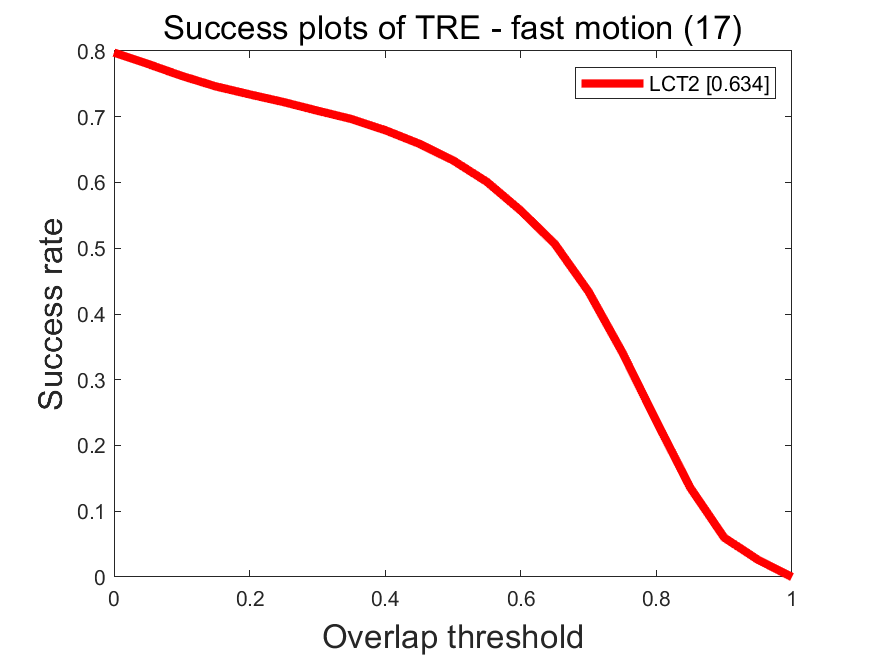 Success plots of TRE - fast motion (17)
LCT2 [0.634]
Success rate
0.8
0.7
0.6
0.5
0.4
0.3
0.2
0.1
0
0 0.2 0.4 0.6 0.8 1
Overlap threshold